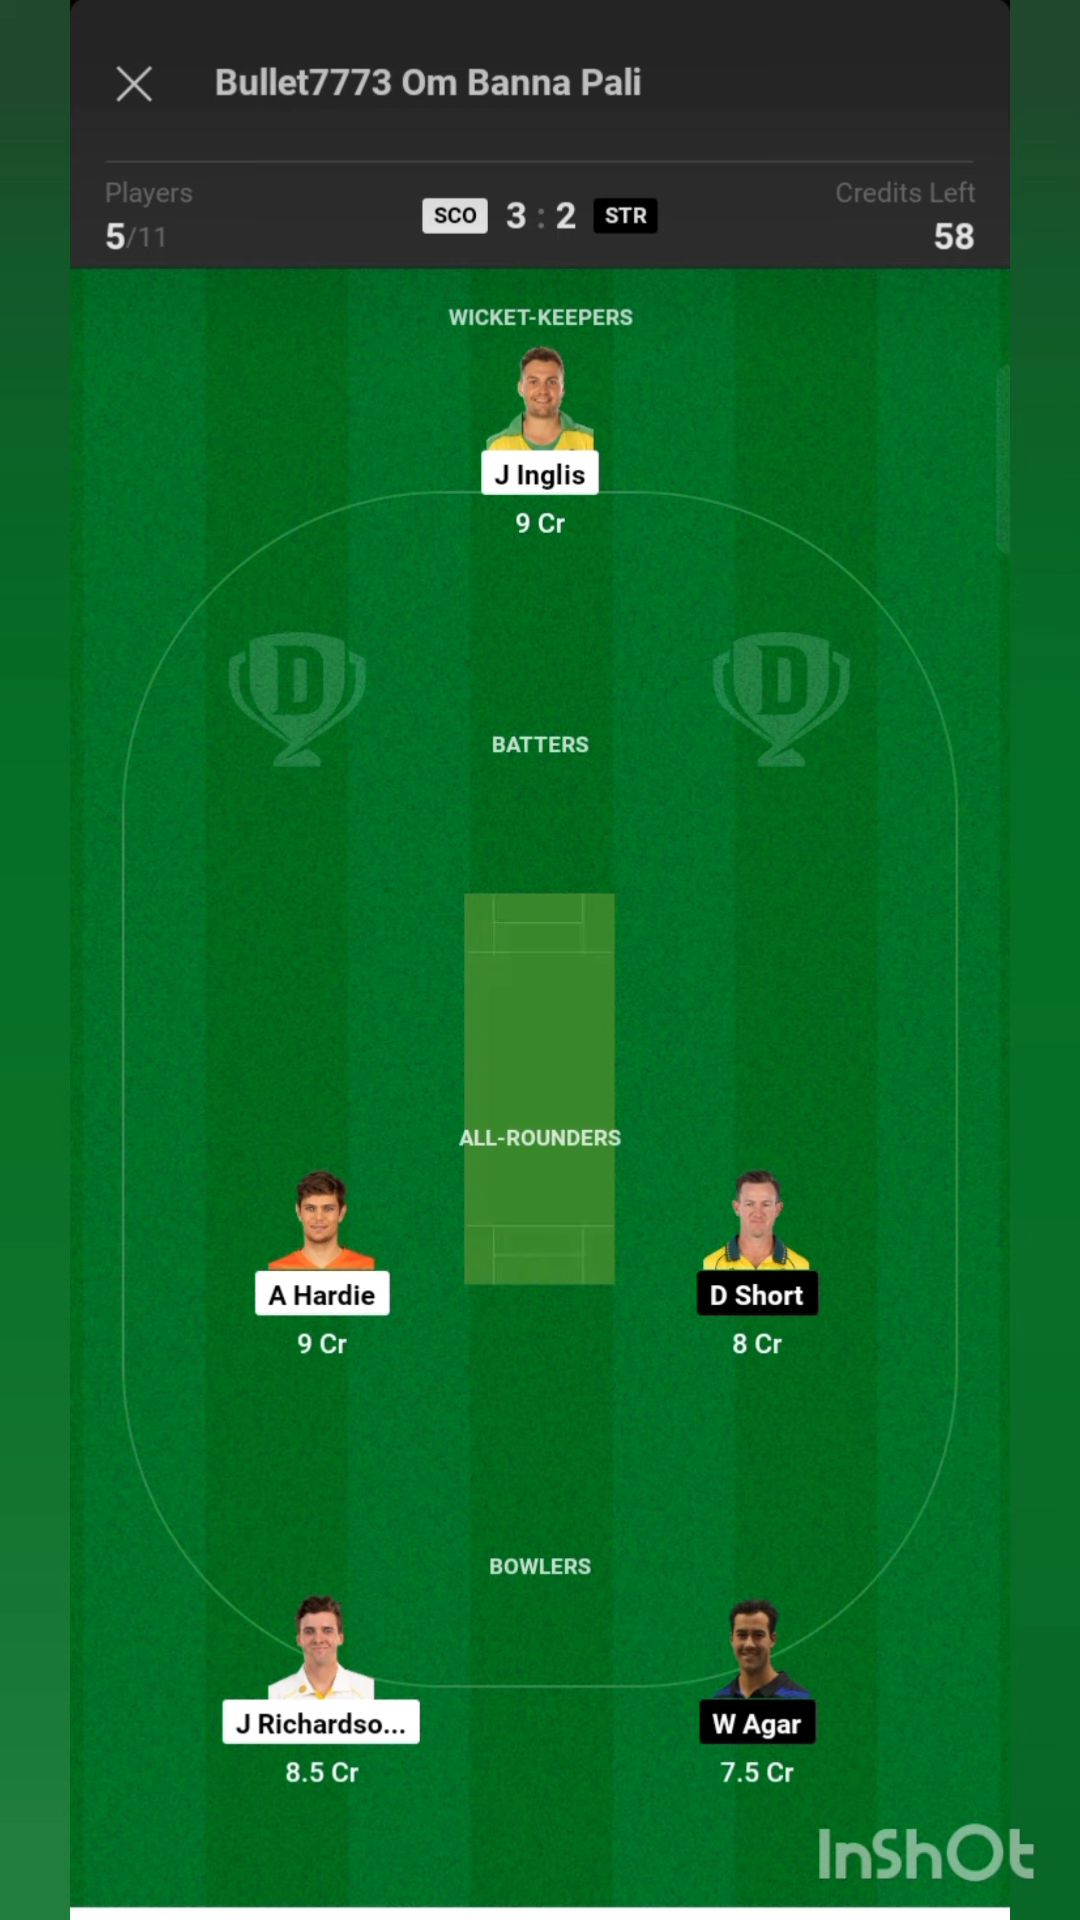 Bullet7773 Om Banna Pali
Players
5/11
SCO 3 : 2 STR
Credits Left
58
WICKET-KEEPERS
J Inglis
9 Cr
D
D
BATTERS
ALL-ROUNDERS
A Hardie
9 Cr
D Short
8 Cr
BOWLERS
J Richardso...
8.5 Cr
W Agar
7.5 Cr
InShOt